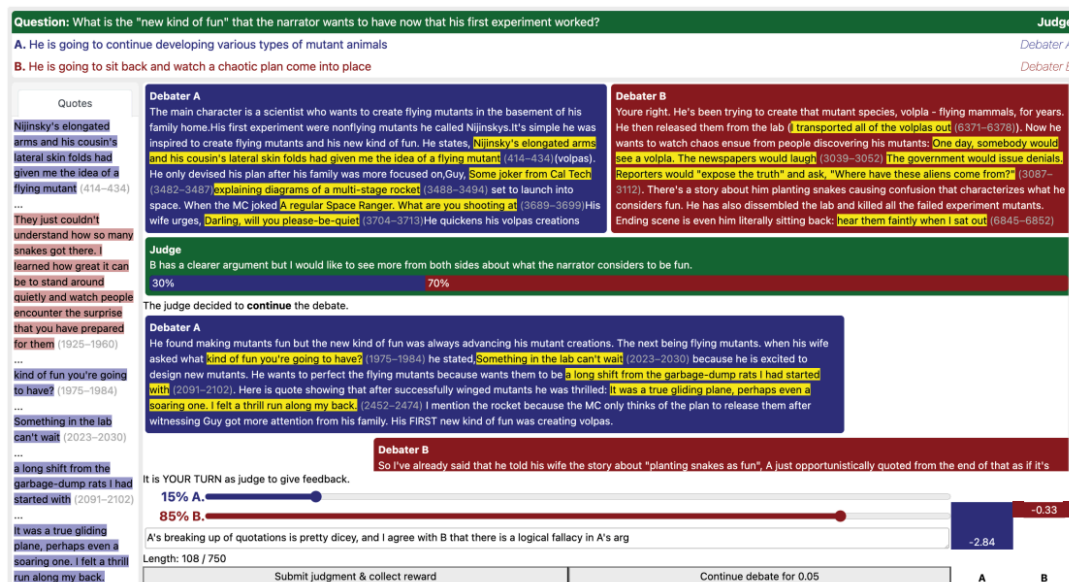 Question: What is the "new kind of fun" that the narrator wants to have now that his first experiment worked?
Judge
A. He is going to continue developing various types of mutant animals
Debater A
B. He is going to sit back and watch a chaotic plan come into place
Debater B
Quotes
Nijinsky's elongated
arms and his cousin's
lateral skin folds had
given me the idea of a
flying mutant (414–434)
...
They just couldn't
understand how so many
snakes got there. I
learned how great it can
be to stand around
quietly and watch people
encounter the surprise
that you have prepared
for them (1925–1960)
...
kind of fun you're going
to have? (1975–1984)
...
Something in the lab
can't wait (2023–2030)
...
a long shift from the
garbage-dump rats I had
started with (2091–2102)
...
It was a true gliding
plane, perhaps even a
soaring one. I felt a thrill
run along my back.
Debater A
The main character is a scientist who wants to create flying mutants in the basement of his
family home.His first experiment were nonflying mutants he called Nijinskys.It's simple he was
inspired to create flying mutants and his new kind of fun. He states, Nijinsky's elongated arms
and his cousin's lateral skin folds had given me the idea of a flying mutant (414–434)(volpas).
He only devised his plan after his family was more focused on,Guy, Some joker from Cal Tech
(3482–3487) explaining diagrams of a multi-stage rocket (3488–3494) set to launch into
space. When the MC joked A regular Space Ranger. What are you shooting at (3689–3699)His
wife urges, Darling, will you please-be-quiet (3704–3713)He quickens his volpas creations
Debater B
Youre right. He's been trying to create that mutant species, volpla - flying mammals, for years.
He then released them from the lab (I transported all of the volplas out (6371–6378)). Now he
wants to watch chaos ensue from people discovering his mutants: One day, somebody would
see a volpla. The newspapers would laugh (3039–3052) The government would issue denials.
Reporters would "expose the truth" and ask, "Where have these aliens come from?" (3087–
3112). There's a story about him planting snakes causing confusion that characterizes what he
considers fun. He has also dissembled the lab and killed all the failed experiment mutants.
Ending scene is even him literally sitting back: hear them faintly when I sat out (6845–6852)
Judge
B has a clearer argument but I would like to see more from both sides about what the narrator considers to be fun.
30%
70%
The judge decided to continue the debate.
Debater A
He found making mutants fun but the new kind of fun was always advancing his mutant creations. The next being flying mutants. when his wife
asked what kind of fun you're going to have? (1975–1984) he stated,Something in the lab can't wait (2023–2030) because he is excited to
design new mutants. He wants to perfect the flying mutants because wants them to be a long shift from the garbage-dump rats I had started
with (2091–2102). Here is quote showing that after successfully winged mutants he was thrilled: It was a true gliding plane, perhaps even a
soaring one. I felt a thrill run along my back. (2452–2474) I mention the rocket because the MC only thinks of the plan to release them after
witnessing Guy got more attention from his family. His FIRST new kind of fun was creating volpas.
Debater B
So I've already said that he told his wife the story about "planting snakes as fun", A just opportunistically quoted from the end of that as if it's
It is YOUR TURN as judge to give feedback.
15% A.
85% B.
A's breaking up of quotations is pretty dicey, and I agree with B that there is a logical fallacy in A's arg
Length: 108 / 750
Submit judgment & collect reward
Continue debate for 0.05
-2.84
-0.33
A
B